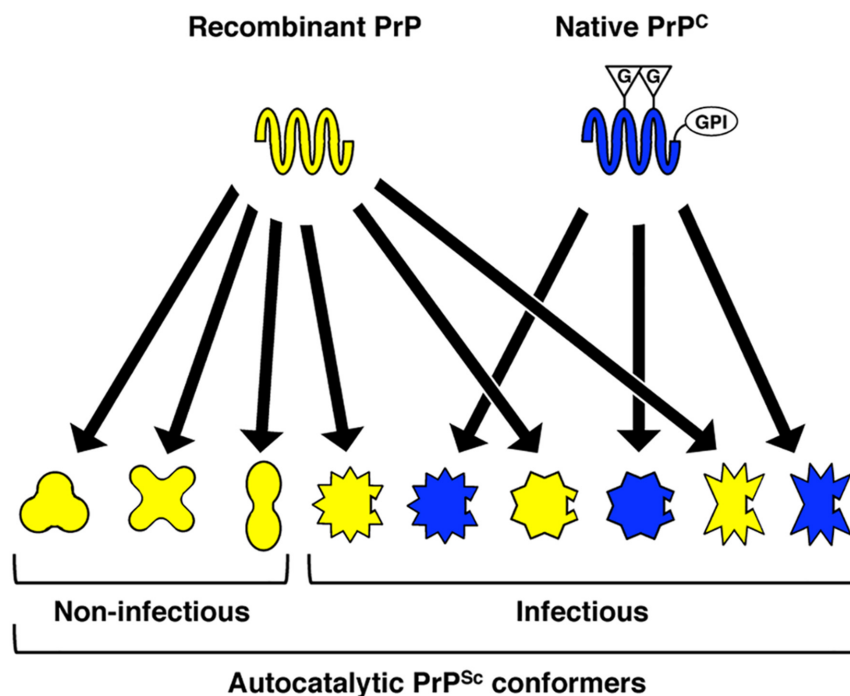 Recombinant PrP
Native PrPᶜ
G G
GPI
Non-infectious
Infectious
Autocatalytic PrPˢᶜ conformers